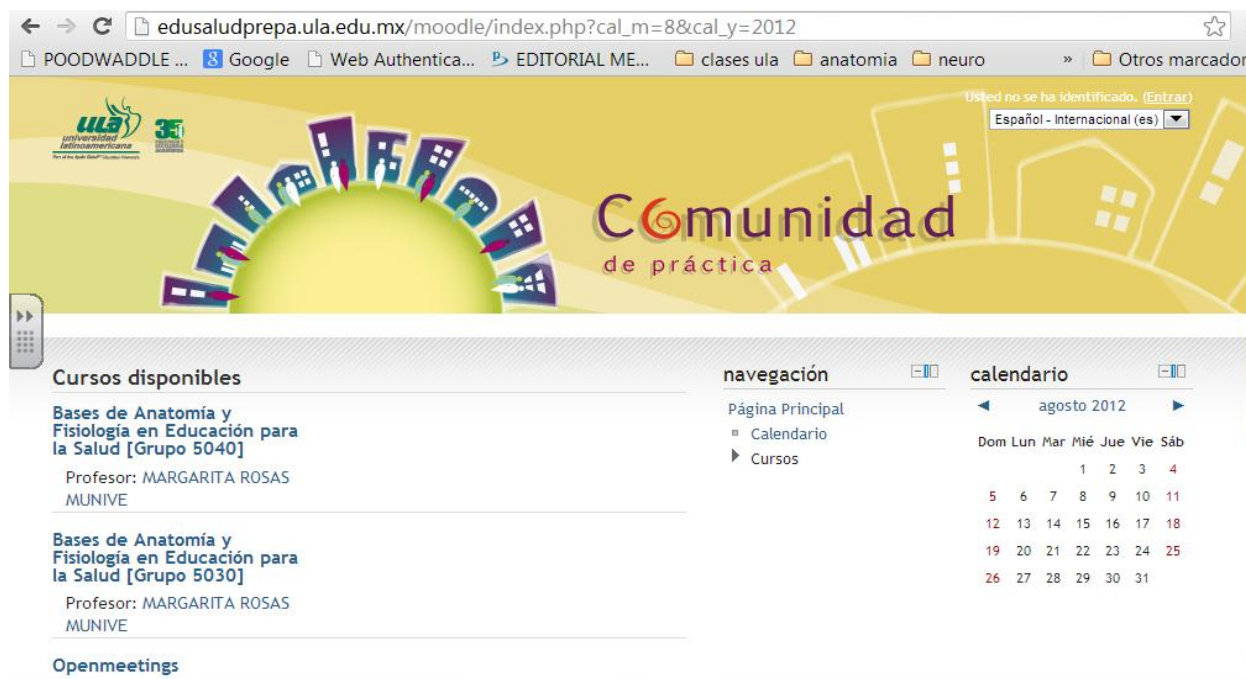 edusaludprepa.ula.edu.mx/moodle/index.php?cal_m=8&cal_y=2012
POODWADDLE ... Google Web Authentica... EDITORIAL ME... clases ula anatomia neuro » Otros marcador
Usted no se ha identificado. (Entrar)
Español - Internacional (es)
ula
universidad
latinoamericana
35
Comunidad
de práctica
Cursos disponibles
Bases de Anatomía y
Fisiología en Educación para
la Salud [Grupo 5040]
Profesor: MARGARITA ROSAS
MUNIVE
Bases de Anatomía y
Fisiología en Educación para
la Salud [Grupo 5030]
Profesor: MARGARITA ROSAS
MUNIVE
Openmeetings
navegación
Página Principal
Calendario
Cursos
calendario
agosto 2012
Dom Lun Mar Mié Jue Vie Sáb
1 2 3 4
5 6 7 8 9 10 11
12 13 14 15 16 17 18
19 20 21 22 23 24 25
26 27 28 29 30 31